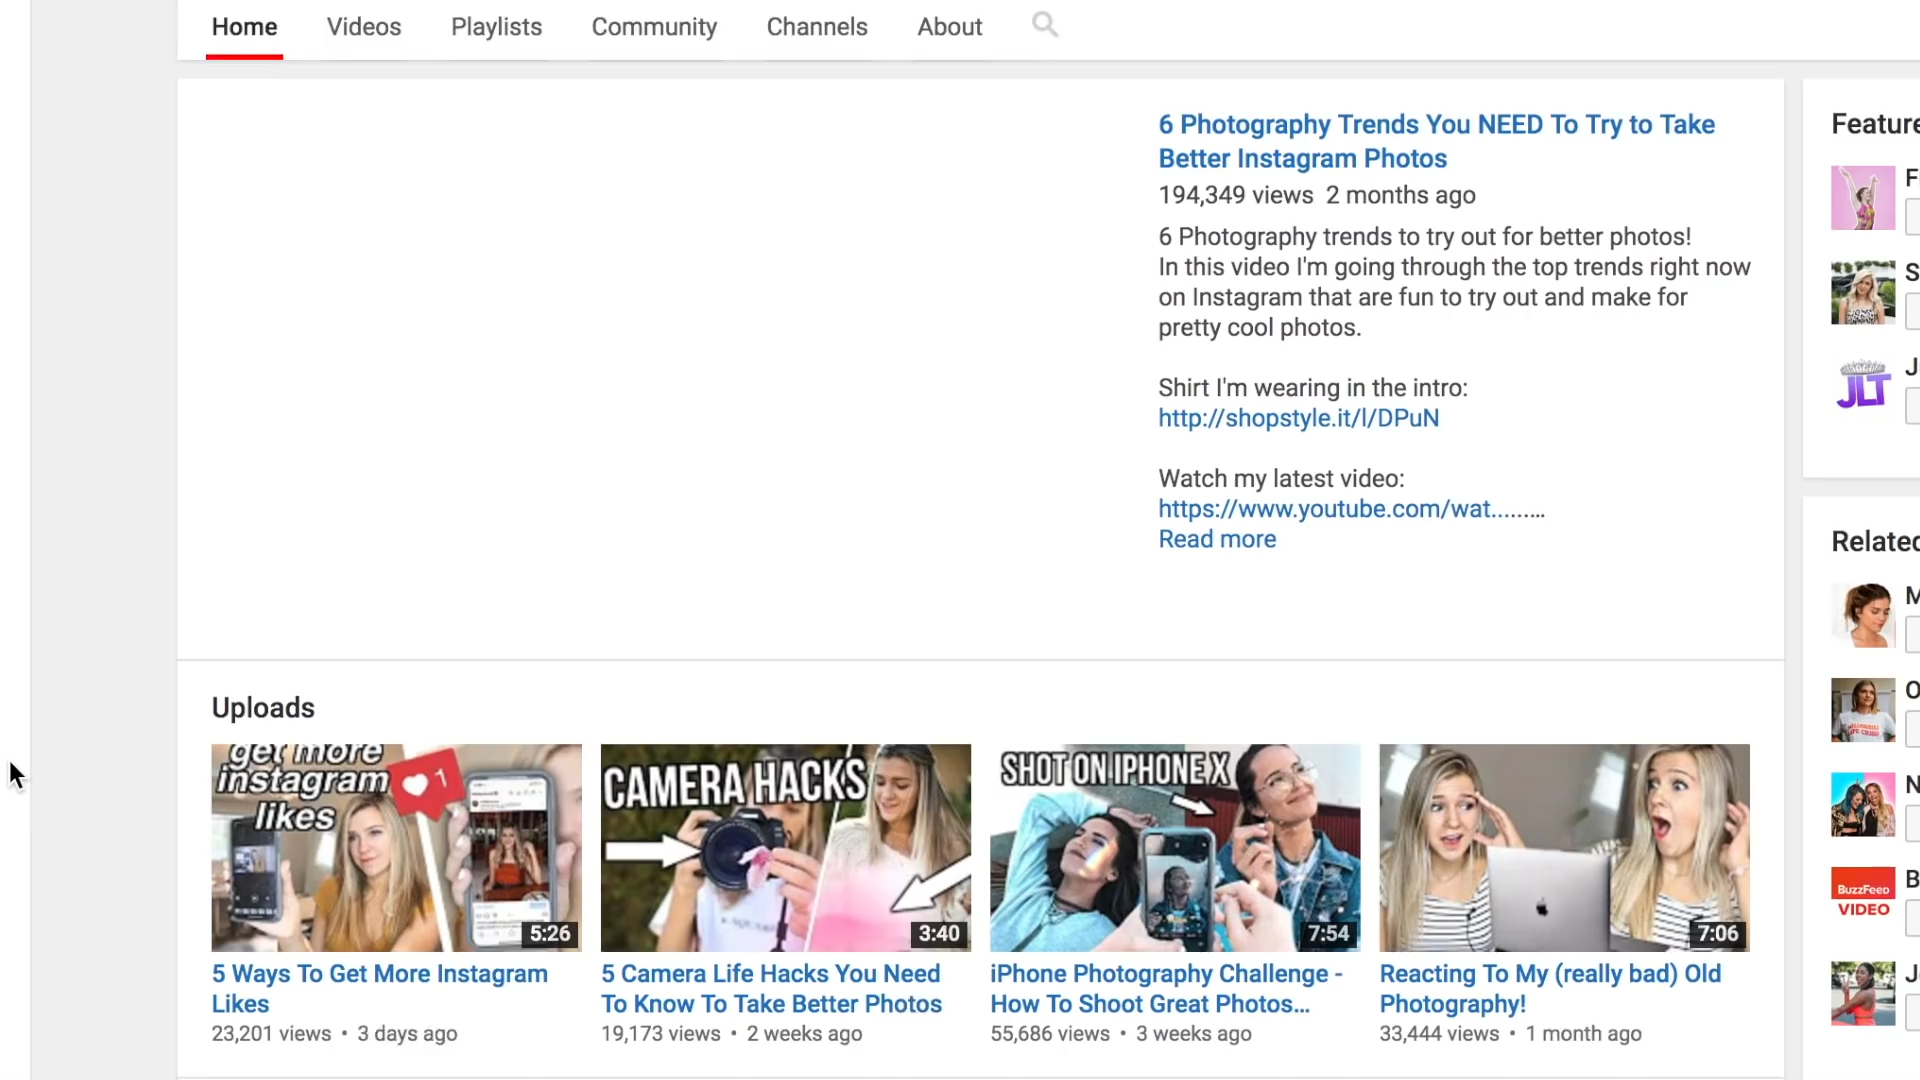 Home Videos Playlists Community Channels About
6 Photography Trends You NEED To Try to Take
Better Instagram Photos
194,349 views 2 months ago
6 Photography trends to try out for better photos!
In this video I'm going through the top trends right now
on Instagram that are fun to try out and make for
pretty cool photos.
Shirt I'm wearing in the intro:
http://shopstyle.it/l/DPuN
Watch my latest video:
https://www.youtube.com/wat.........
Read more
Uploads
get more
instagram
likes
1
5:26
5 Ways To Get More Instagram
Likes
23,201 views • 3 days ago
CAMERA HACKS
3:40
5 Camera Life Hacks You Need
To Know To Take Better Photos
19,173 views • 2 weeks ago
SHOT ON IPHONE X
7:54
iPhone Photography Challenge -
How To Shoot Great Photos...
55,686 views • 3 weeks ago
7:06
Reacting To My (really bad) Old
Photography!
33,444 views • 1 month ago
Feature
F
S
JLT
J
Related
M
O
N
BuzzFeed
VIDEO
B
J